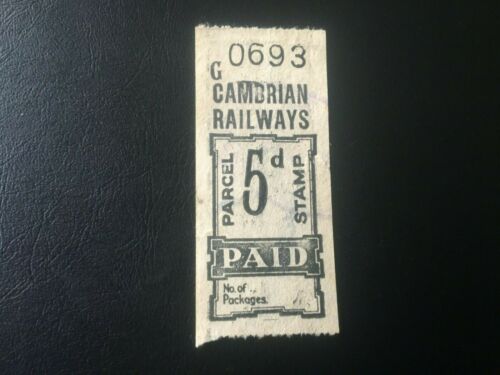 0693
G
CAMBRIAN
RAILWAYS
PARCEL
5d
STAMP
PAID
No. of
Packages.